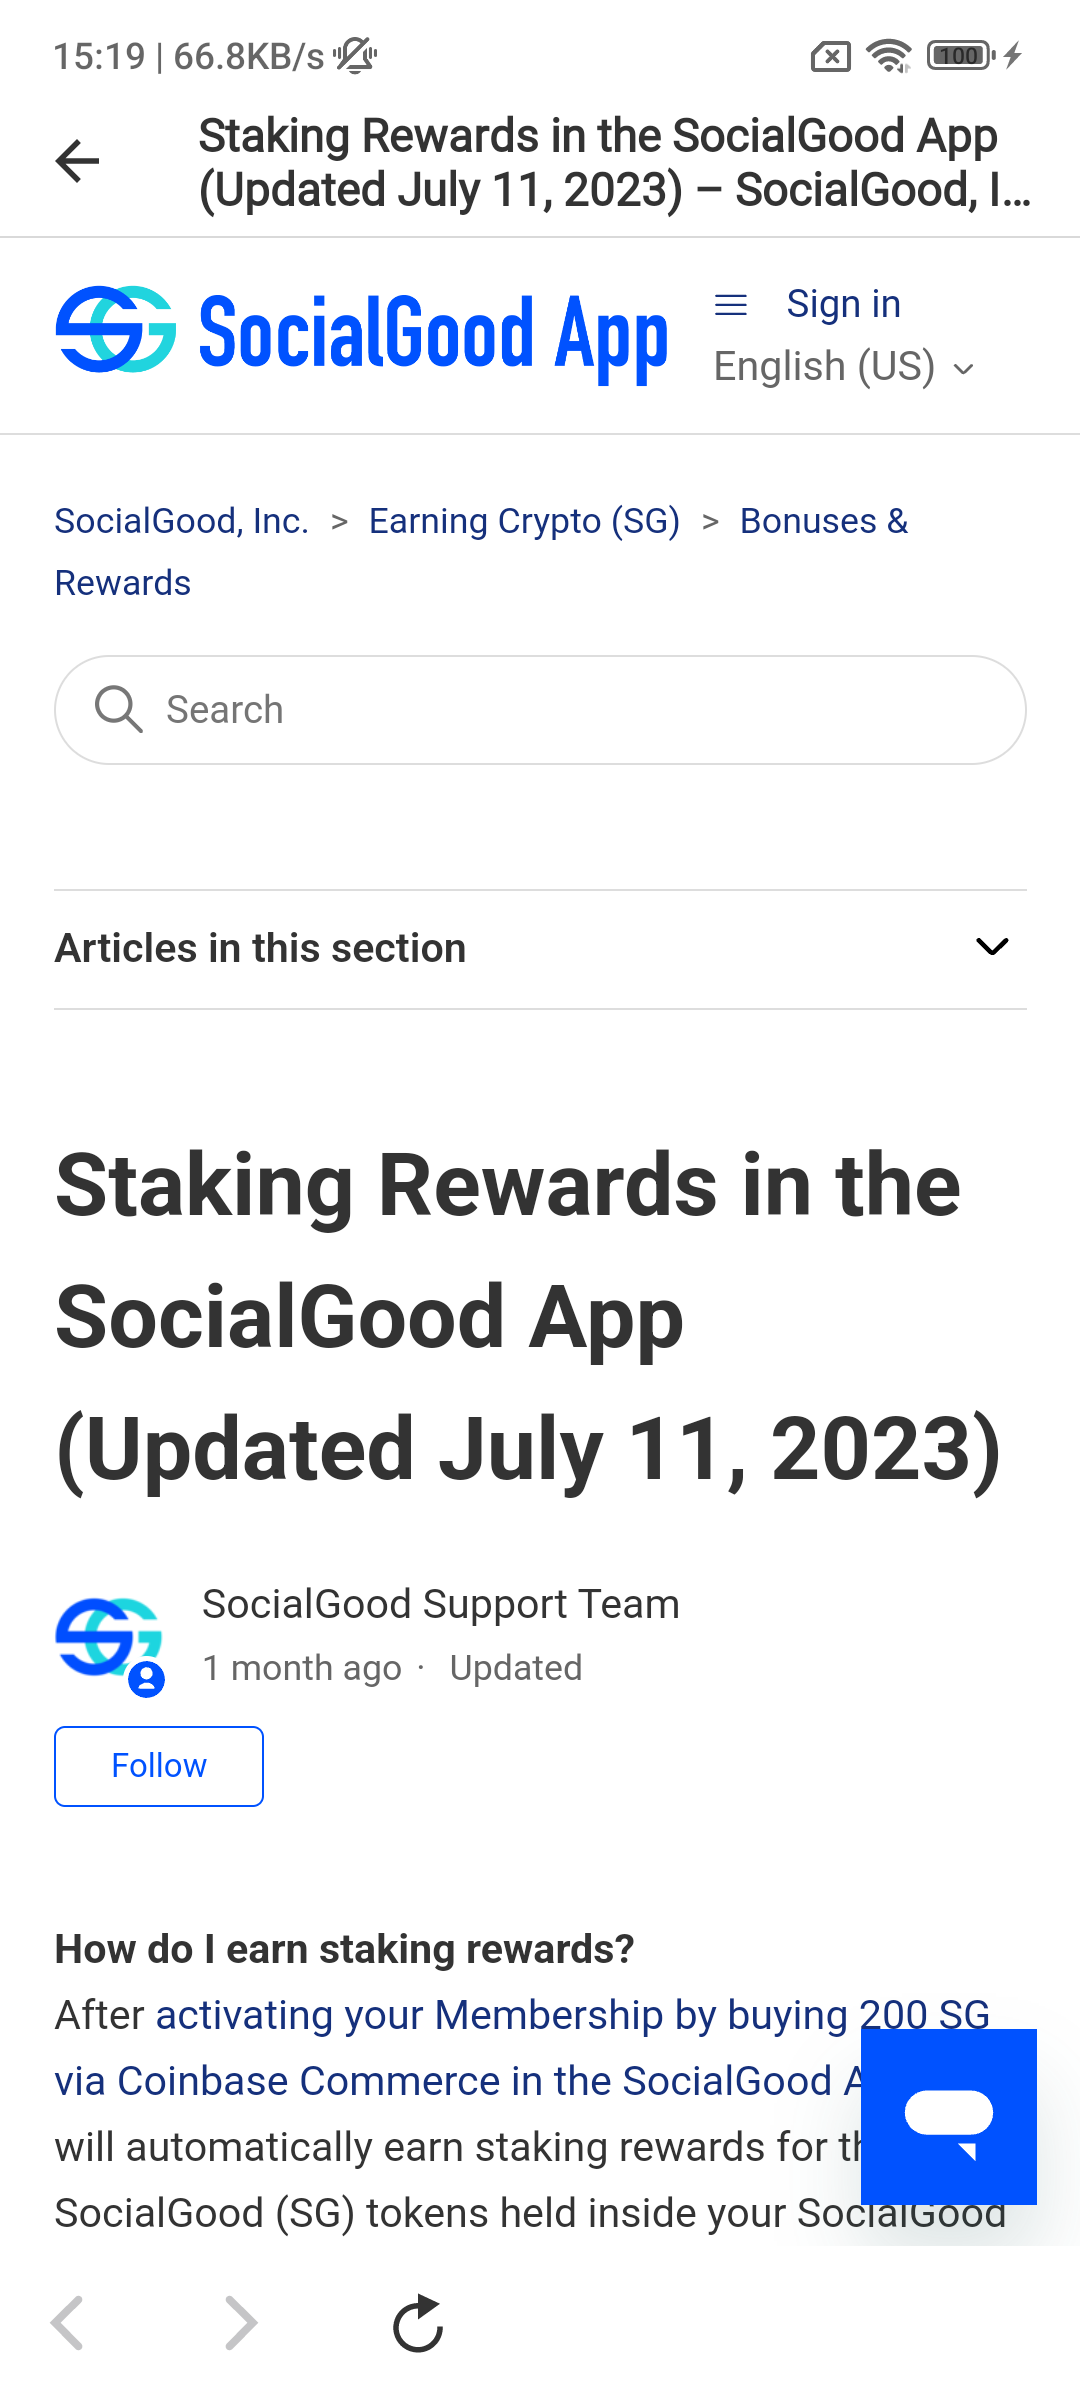 15:19 | 66.8KB/s
100
Staking Rewards in the SocialGood App
(Updated July 11, 2023) – SocialGood, I...
SocialGood App
Sign in
English (US)
SocialGood, Inc. > Earning Crypto (SG) > Bonuses &
Rewards
Search
Articles in this section
Staking Rewards in the
SocialGood App
(Updated July 11, 2023)
SocialGood Support Team
1 month ago · Updated
Follow
How do I earn staking rewards?
After activating your Membership by buying 200 SG
via Coinbase Commerce in the SocialGood
will automatically earn staking rewards for
SocialGood (SG) tokens held inside your SocialGood